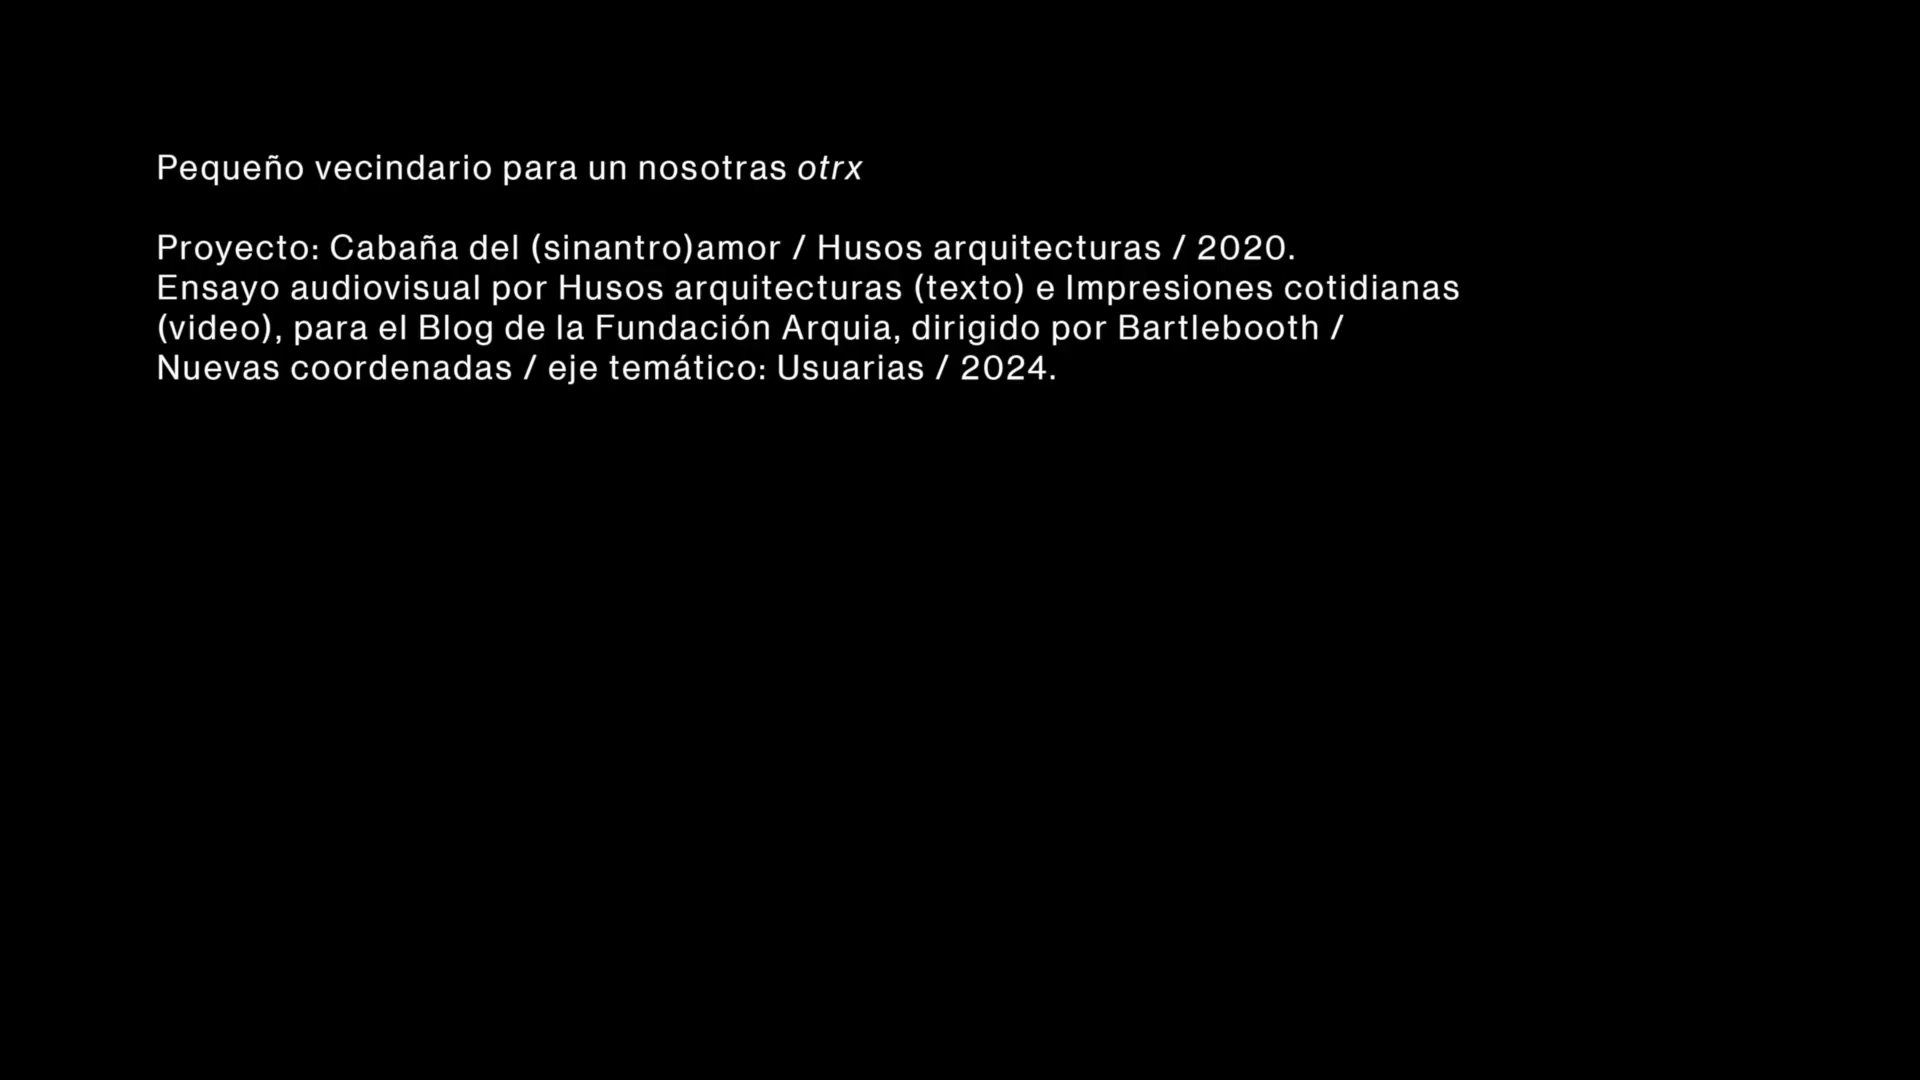 Pequeño vecindario para un nosotras otrx
Proyecto: Cabaña del (sinantro)amor / Husos arquitecturas / 2020.
Ensayo audiovisual por Husos arquitecturas (texto) e Impresiones cotidianas
(video), para el Blog de la Fundación Arquia, dirigido por Bartlebooth /
Nuevas coordenadas / eje temático: Usuarias / 2024.